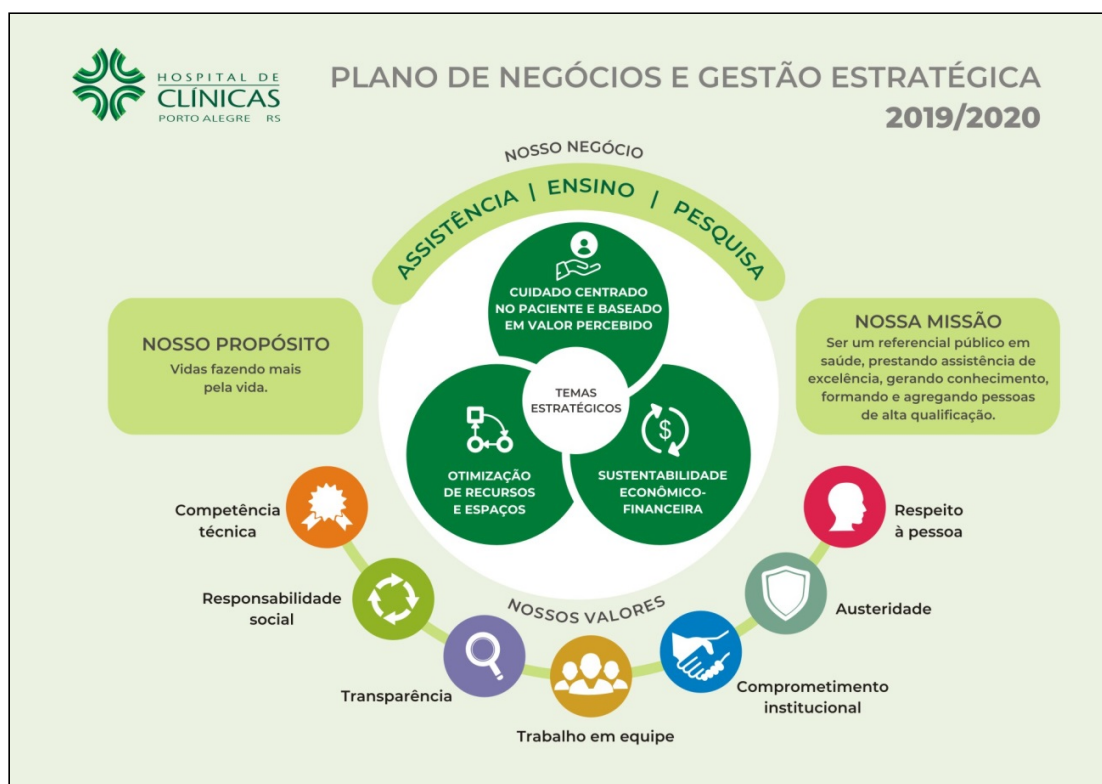 HOSPITAL DE
CLÍNICAS
PORTO ALEGRE RS
PLANO DE NEGÓCIOS E GESTÃO ESTRATÉGICA
2019/2020
NOSSO NEGÓCIO
ASSISTÊNCIA | ENSINO | PESQUISA
CUIDADO CENTRADO
NO PACIENTE E BASEADO
EM VALOR PERCEBIDO
NOSSO PROPÓSITO
Vidas fazendo mais
pela vida.
NOSSA MISSÃO
Ser um referencial público em
saúde, prestando assistência de
excelência, gerando conhecimento,
formando e agregando pessoas
de alta qualificação.
TEMAS
ESTRATÉGICOS
OTIMIZAÇÃO
DE RECURSOS
E ESPAÇOS
$
SUSTENTABILIDADE
ECONÔMICO-
FINANCEIRA
NOSSOS VALORES
Competência
técnica
Responsabilidade
social
Transparência
Trabalho em equipe
Comprometimento
institucional
Austeridade
Respeito
à pessoa